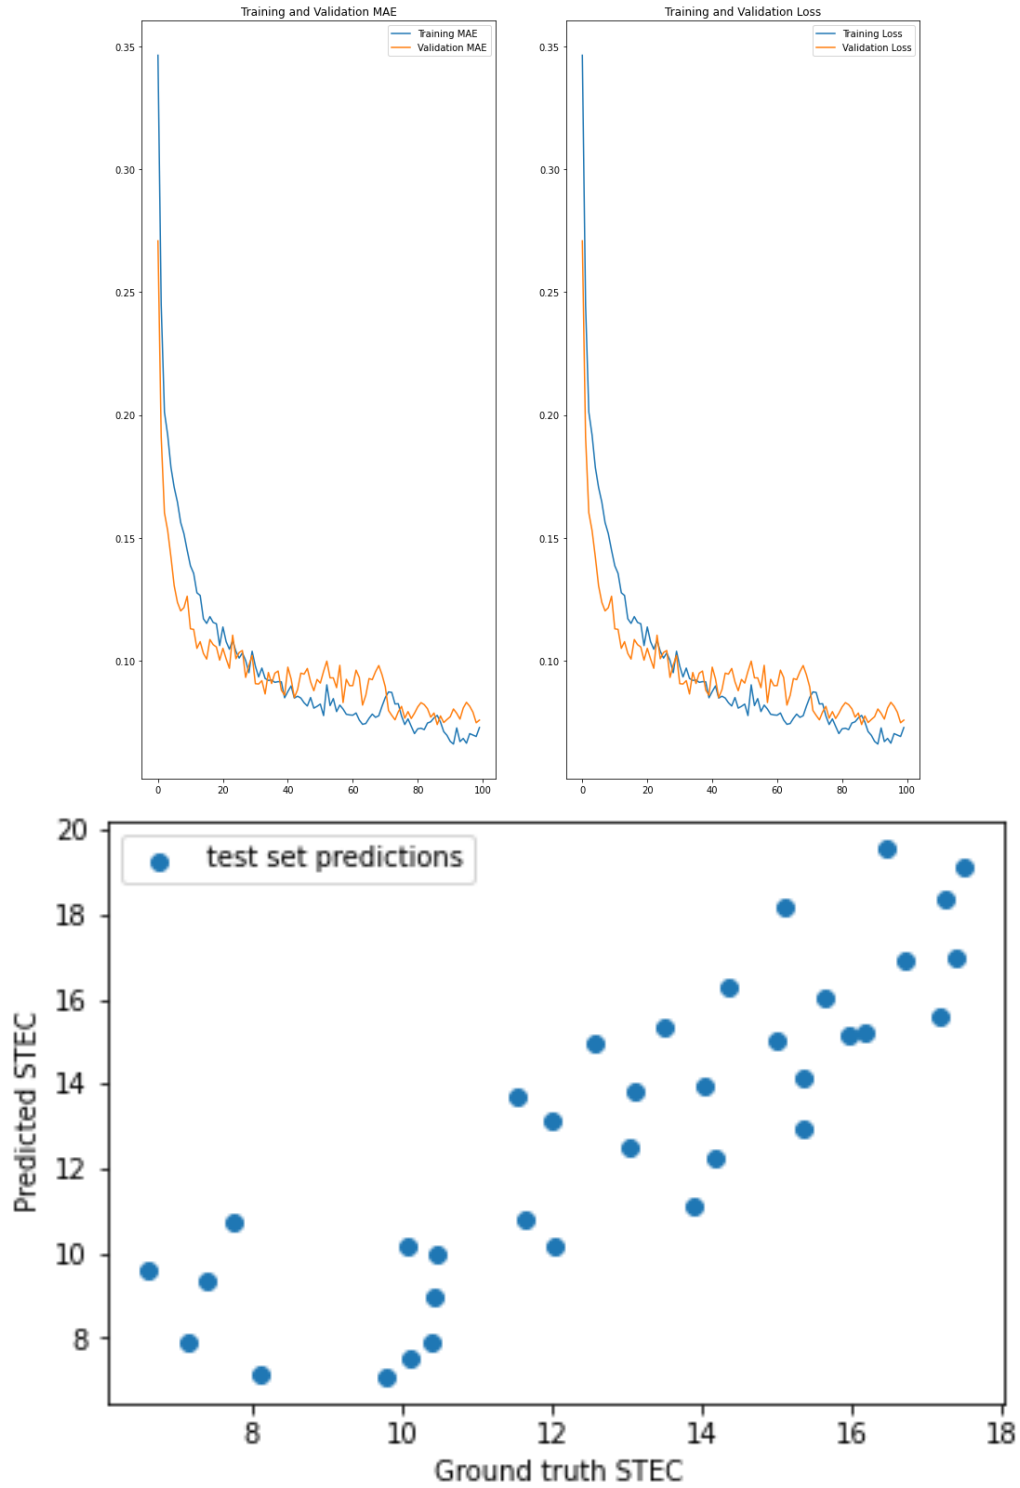 Training and Validation MAE
Training MAE
Validation MAE
0.35
0.30
0.25
0.20
0.15
0.10
0 20 40 60 80 100
Training and Validation Loss
Training Loss
Validation Loss
0.35
0.30
0.25
0.20
0.15
0.10
0 20 40 60 80 100
test set predictions
Predicted STEC
20
18
16
14
12
10
8
8 10 12 14 16 18
Ground truth STEC